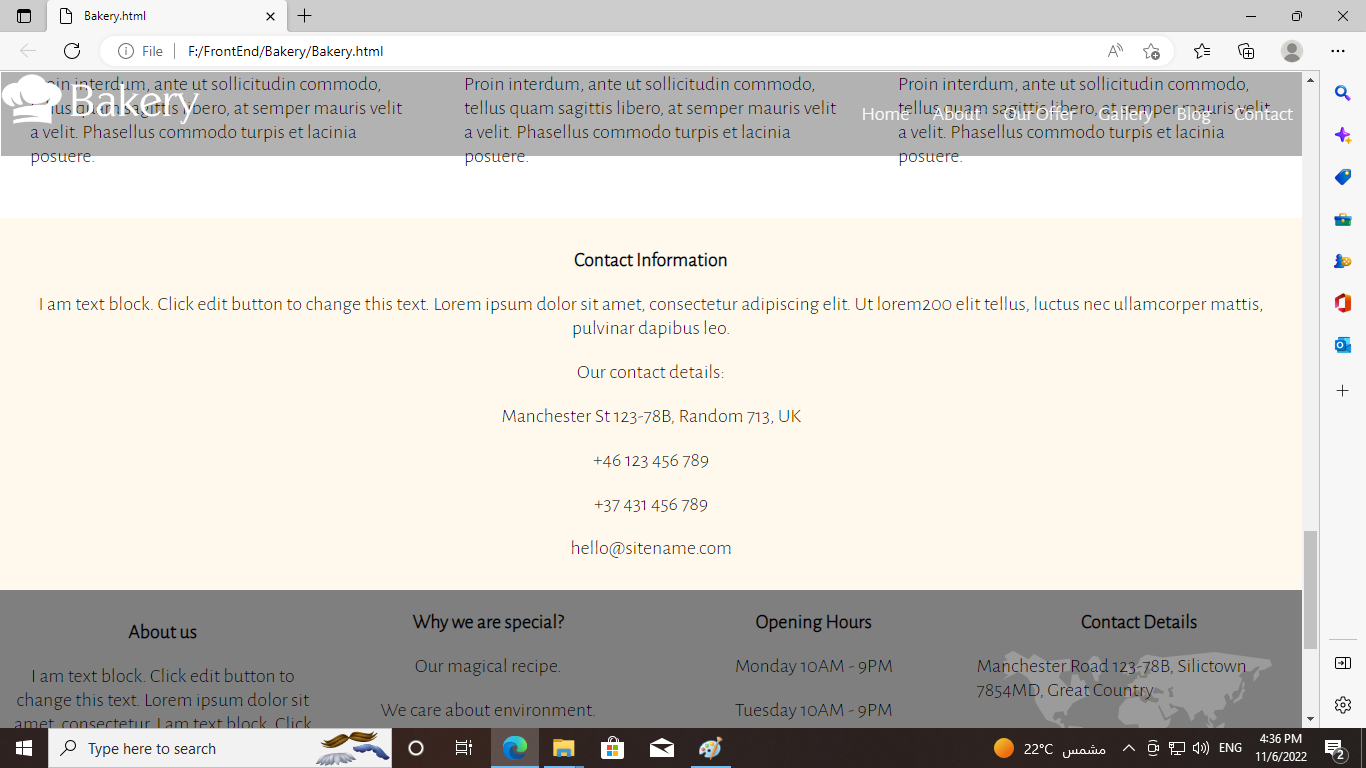 Bakery.html
File
F:/FrontEnd/Bakery/Bakery.html
Bakery
Home About Our Offer Gallery Blog Contact
Proin interdum, ante ut sollicitudin commodo,
tellus quam sagittis libero, at semper mauris velit
a velit. Phasellus commodo turpis et lacinia
posuere.
Proin interdum, ante ut sollicitudin commodo,
tellus quam sagittis libero, at semper mauris velit
a velit. Phasellus commodo turpis et lacinia
posuere.
Proin interdum, ante ut sollicitudin commodo,
tellus quam sagittis libero, at semper mauris velit
a velit. Phasellus commodo turpis et lacinia
posuere.
Contact Information
I am text block. Click edit button to change this text. Lorem ipsum dolor sit amet, consectetur adipiscing elit. Ut lorem200 elit tellus, luctus nec ullamcorper mattis,
pulvinar dapibus leo.
Our contact details:
Manchester St 123-78B, Random 713, UK
+46 123 456 789
+37 431 456 789
hello@sitename.com
About us
I am text block. Click edit button to
change this text. Lorem ipsum dolor sit
amet, consectetur. I am text block. Click
Why we are special?
Our magical recipe.
We care about environment.
Opening Hours
Monday 10AM - 9PM
Tuesday 10AM - 9PM
Contact Details
Manchester Road 123-78B, Silictown
7854MD, Great Country
Type here to search
22°C مشمس
ENG
4:36 PM
11/6/2022
2